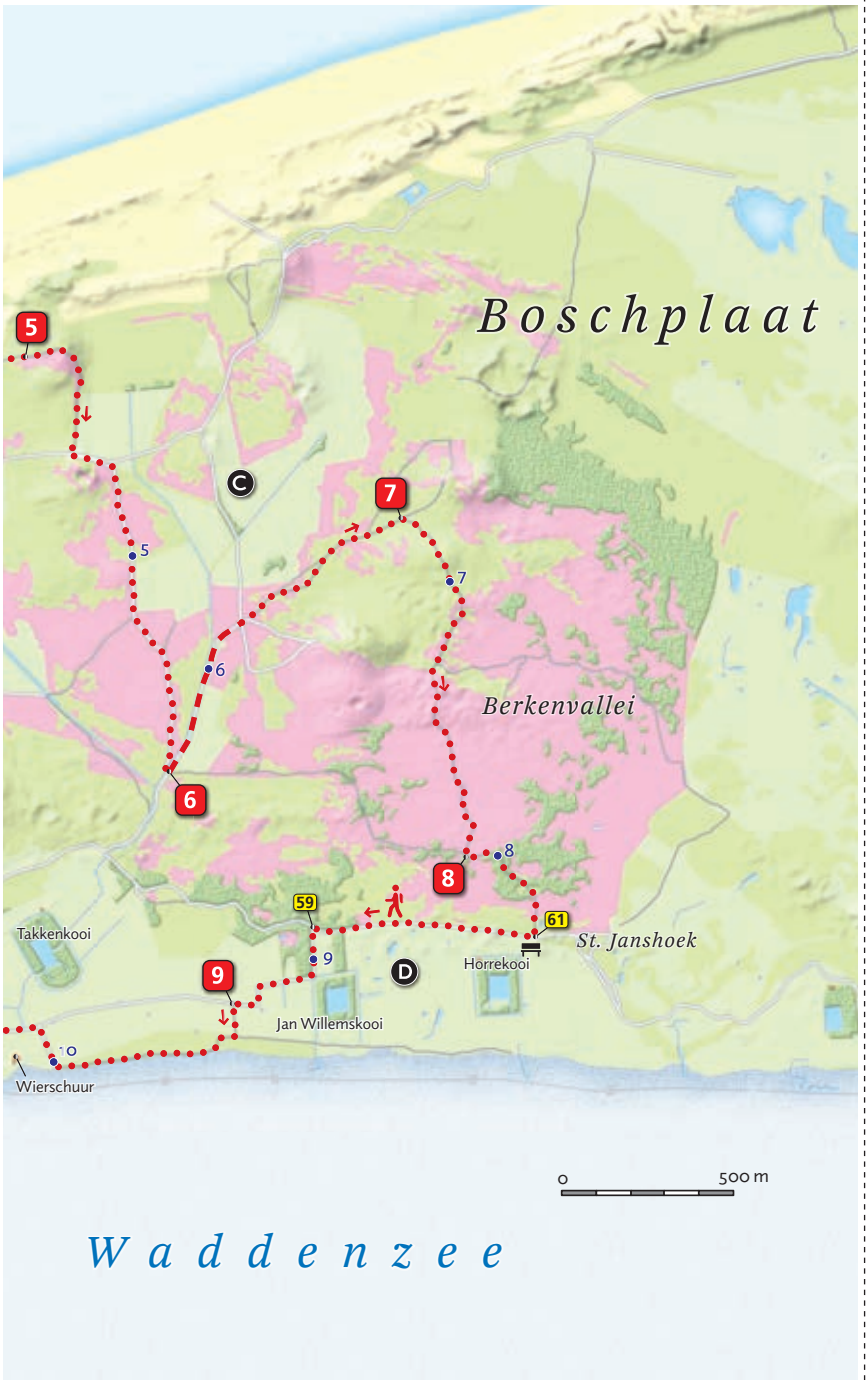 Boschplaat
5
C
7
5
7
6
Berkenvallei
6
8
8
59
61
Takkenkooi
St. Janshoek
9
Horrekooi
D
9
Jan Willemskooi
10
Wierschuur
0 500 m
Waddenzee